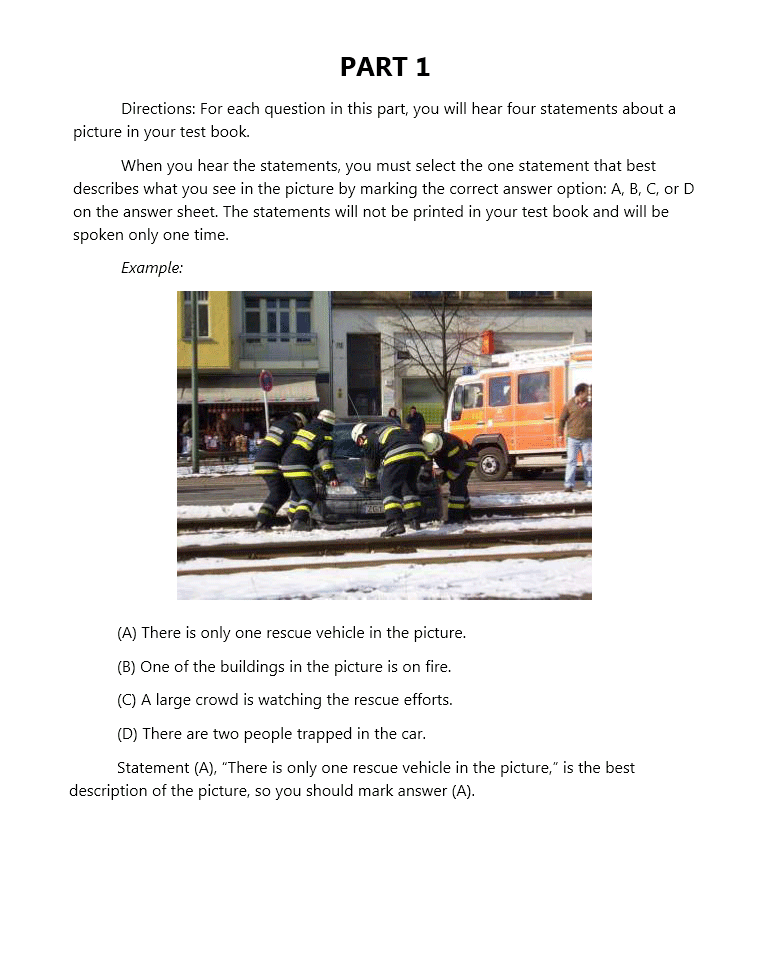 PART 1
Directions: For each question in this part, you will hear four statements about a
picture in your test book.
When you hear the statements, you must select the one statement that best
describes what you see in the picture by marking the correct answer option: A, B, C, or D
on the answer sheet. The statements will not be printed in your test book and will be
spoken only one time.
Example:
(A) There is only one rescue vehicle in the picture.
(B) One of the buildings in the picture is on fire.
(C) A large crowd is watching the rescue efforts.
(D) There are two people trapped in the car.
Statement (A), “There is only one rescue vehicle in the picture,” is the best
description of the picture, so you should mark answer (A).